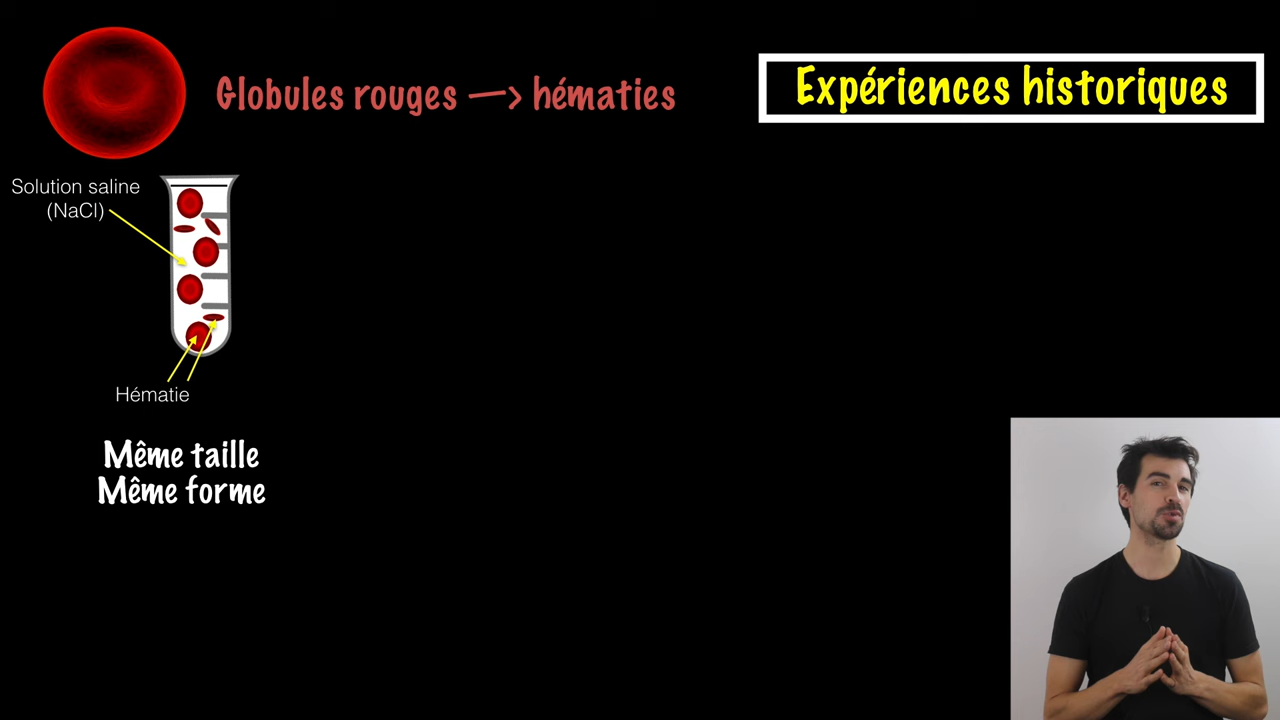 Globules rouges —> hématies
Expériences historiques
Solution saline
(NaCl)
Hématie
Même taille
Même forme